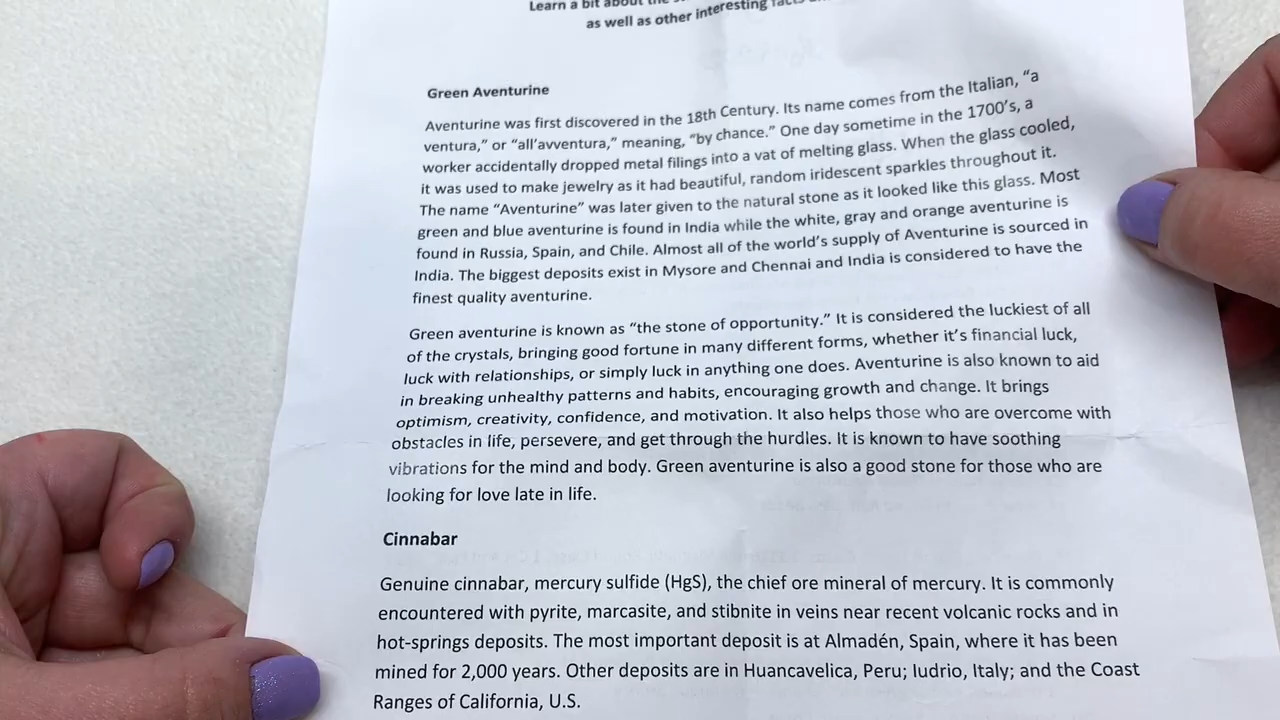 Learn a bit about the
as well as other interesting facts
Green Aventurine
Aventurine was first discovered in the 18th Century. Its name comes from the Italian, “a
ventura,” or “all’avventura,” meaning, “by chance.” One day sometime in the 1700’s, a
worker accidentally dropped metal filings into a vat of melting glass. When the glass cooled,
it was used to make jewelry as it had beautiful, random iridescent sparkles throughout it.
The name “Aventurine” was later given to the natural stone as it looked like this glass. Most
green and blue aventurine is found in India while the white, gray and orange aventurine is
found in Russia, Spain, and Chile. Almost all of the world’s supply of Aventurine is sourced in
India. The biggest deposits exist in Mysore and Chennai and India is considered to have the
finest quality aventurine.
Green aventurine is known as “the stone of opportunity.” It is considered the luckiest of all
of the crystals, bringing good fortune in many different forms, whether it’s financial luck,
luck with relationships, or simply luck in anything one does. Aventurine is also known to aid
in breaking unhealthy patterns and habits, encouraging growth and change. It brings
optimism, creativity, confidence, and motivation. It also helps those who are overcome with
obstacles in life, persevere, and get through the hurdles. It is known to have soothing
vibrations for the mind and body. Green aventurine is also a good stone for those who are
looking for love late in life.
Cinnabar
Genuine cinnabar, mercury sulfide (HgS), the chief ore mineral of mercury. It is commonly
encountered with pyrite, marcasite, and stibnite in veins near recent volcanic rocks and in
hot-springs deposits. The most important deposit is at Almadén, Spain, where it has been
mined for 2,000 years. Other deposits are in Huancavelica, Peru; Iudrio, Italy; and the Coast
Ranges of California, U.S.